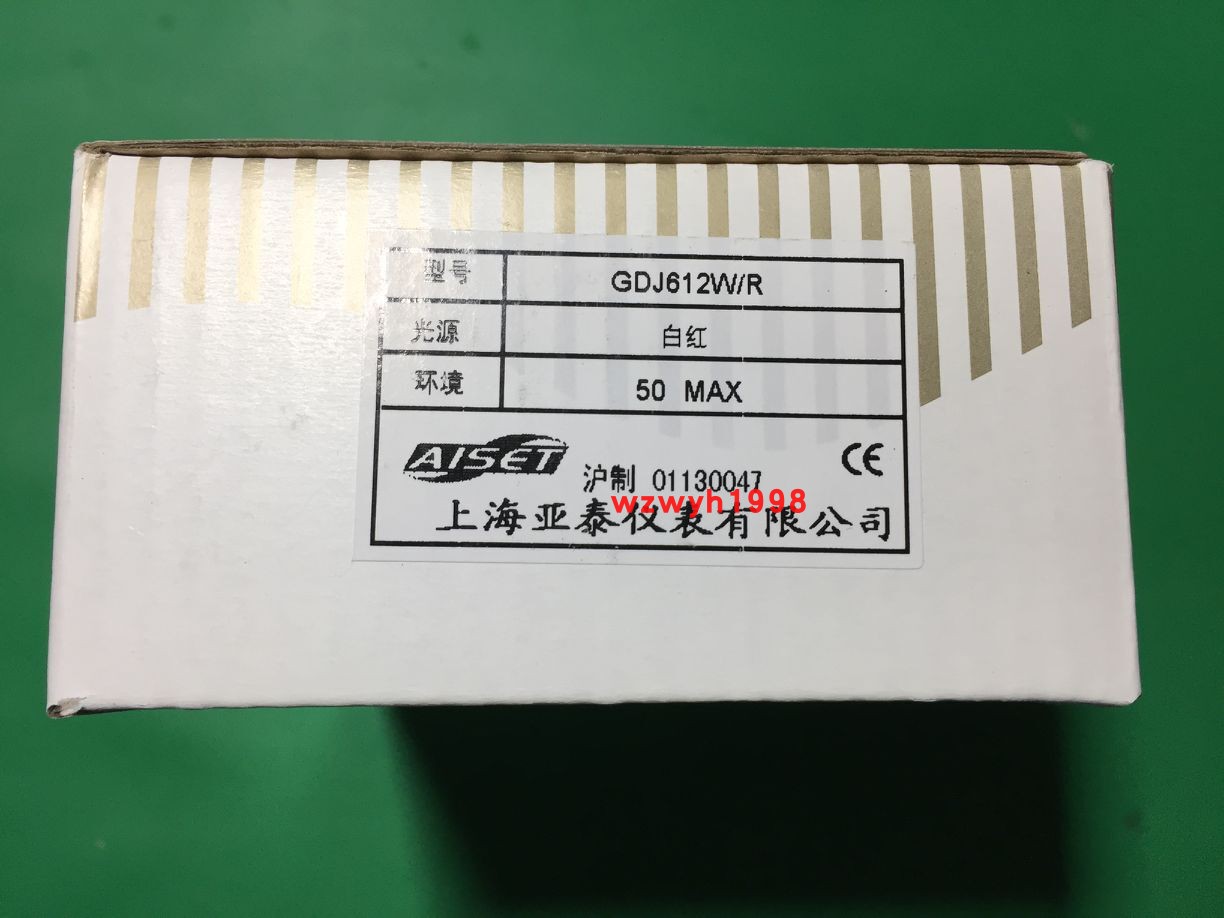 型号 GDJ612W/R
光源 白红
环境 50 MAX
AISET 沪制 01130047 CE
wzwyh1998
上海亚泰仪表有限公司